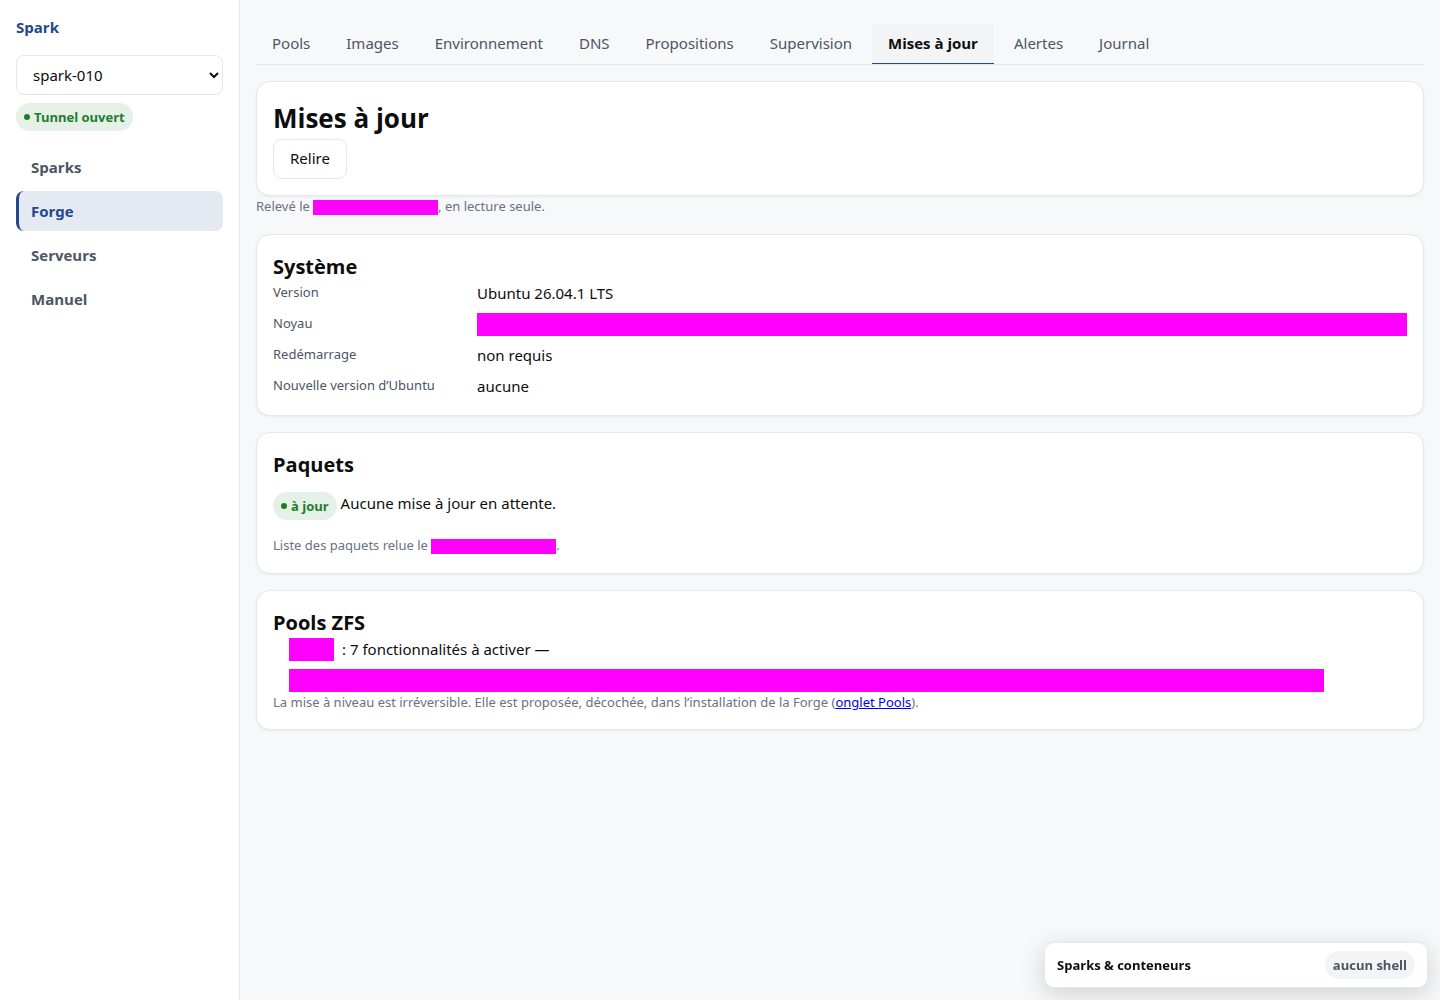 Spark
spark-010
Tunnel ouvert
Sparks
Forge
Serveurs
Manuel
Pools Images Environnement DNS Propositions Supervision Mises à jour Alertes Journal
Mises à jour
Relire
Relevé le , en lecture seule.
Système
Version Ubuntu 26.04.1 LTS
Noyau
Redémarrage non requis
Nouvelle version d’Ubuntu aucune
Paquets
à jour Aucune mise à jour en attente.
Liste des paquets relue le .
Pools ZFS
: 7 fonctionnalités à activer —
La mise à niveau est irréversible. Elle est proposée, décochée, dans l’installation de la Forge (onglet Pools).
Sparks & conteneurs aucun shell